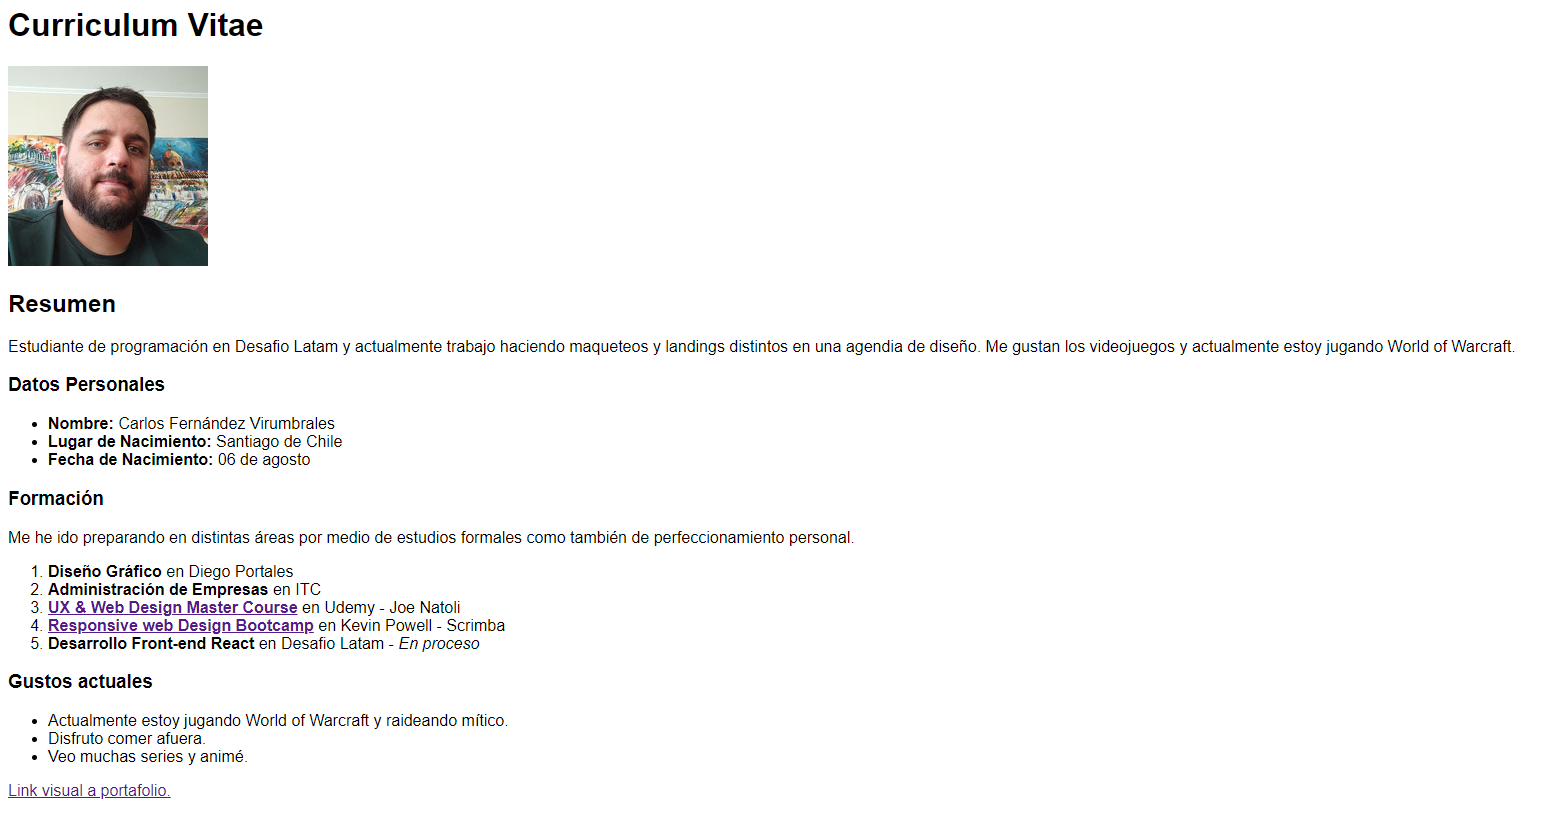 Curriculum Vitae
Resumen
Estudiante de programación en Desafio Latam y actualmente trabajo haciendo maqueteos y landings distintos en una agendia de diseño. Me gustan los videojuegos y actualmente estoy jugando World of Warcraft.
Datos Personales
• Nombre: Carlos Fernández Virumbrales
• Lugar de Nacimiento: Santiago de Chile
• Fecha de Nacimiento: 06 de agosto
Formación
Me he ido preparando en distintas áreas por medio de estudios formales como también de perfeccionamiento personal.
1. Diseño Gráfico en Diego Portales
2. Administración de Empresas en ITC
3. UX & Web Design Master Course en Udemy - Joe Natoli
4. Responsive web Design Bootcamp en Kevin Powell - Scrimba
5. Desarrollo Front-end React en Desafio Latam - En proceso
Gustos actuales
• Actualmente estoy jugando World of Warcraft y raideando mítico.
• Disfruto comer afuera.
• Veo muchas series y animé.
Link visual a portafolio.